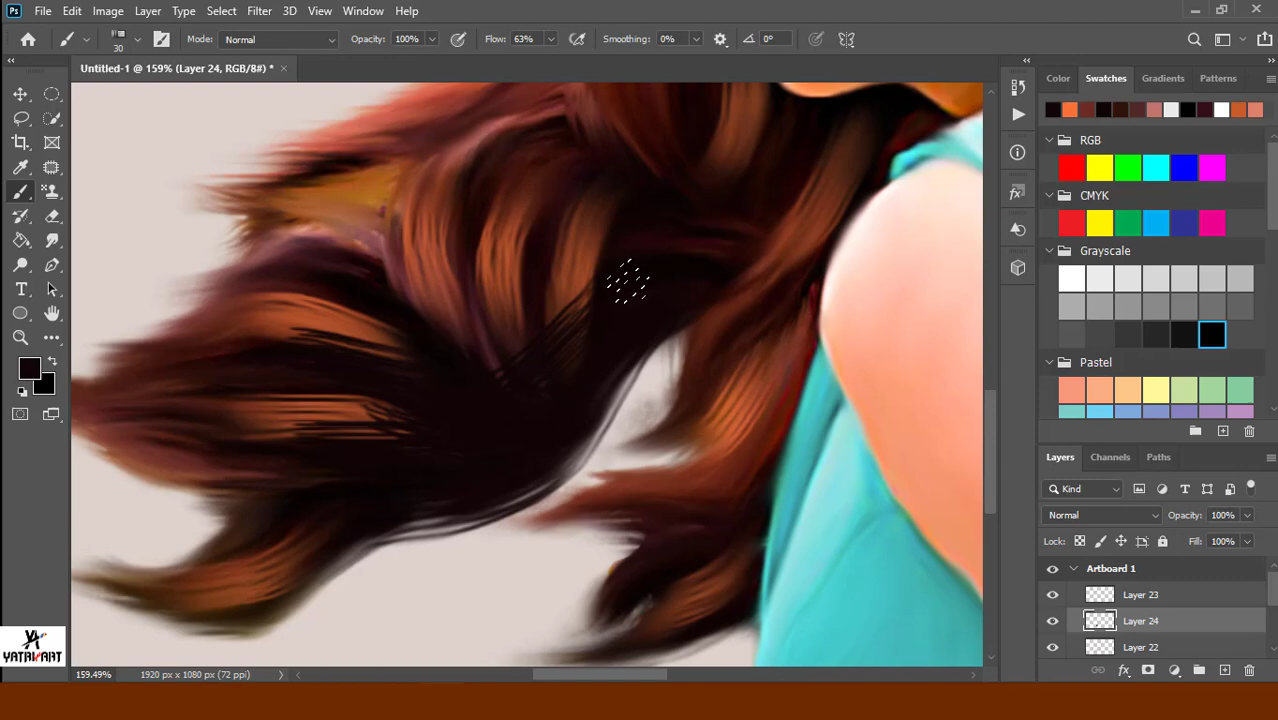 Ps File Edit Image Layer Type Select Filter 3D View Window Help
30 Mode: Normal Opacity: 100% Flow: 63% Smoothing: 0% 0°
Untitled-1 @ 159% (Layer 24, RGB/8#) *
Color Swatches Gradients Patterns
RGB
CMYK
Grayscale
Pastel
Layers Channels Paths
Kind
Normal Opacity: 100%
Lock: Fill: 100%
Artboard 1
Layer 23
Layer 24
Layer 22
YATRI ART
159.49% 1920 px x 1080 px (72 ppi)